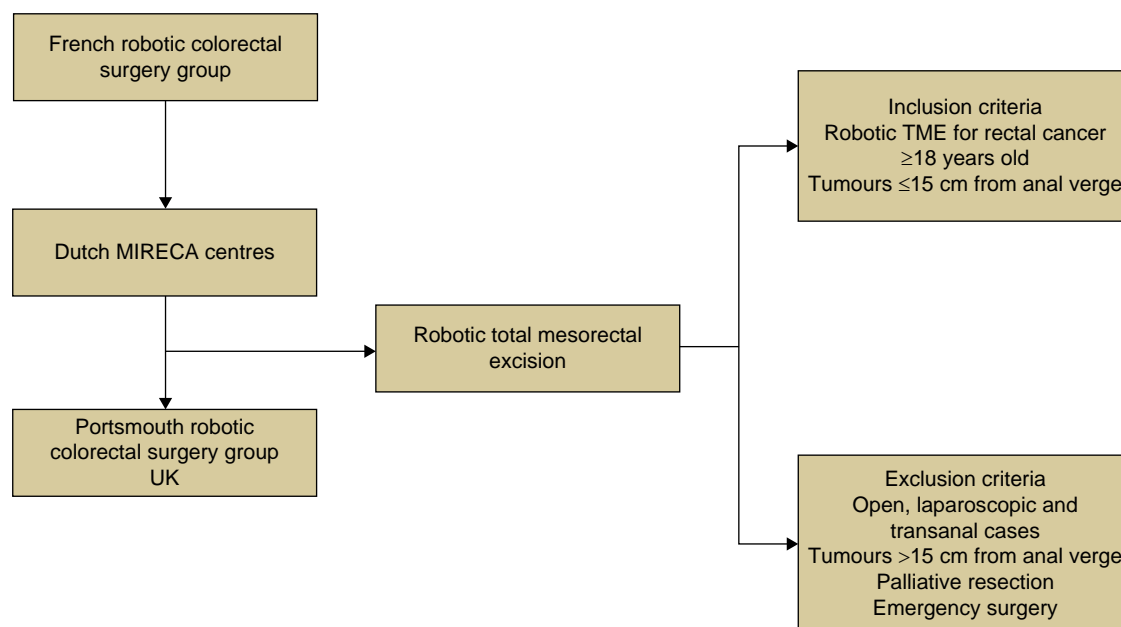 French robotic colorectal
surgery group
Dutch MIRECA centres
Portsmouth robotic
colorectal surgery group
UK
Robotic total mesorectal
excision
Inclusion criteria
Robotic TME for rectal cancer
≥18 years old
Tumours ≤15 cm from anal verge
Exclusion criteria
Open, laparoscopic and
transanal cases
Tumours >15 cm from anal verge
Palliative resection
Emergency surgery